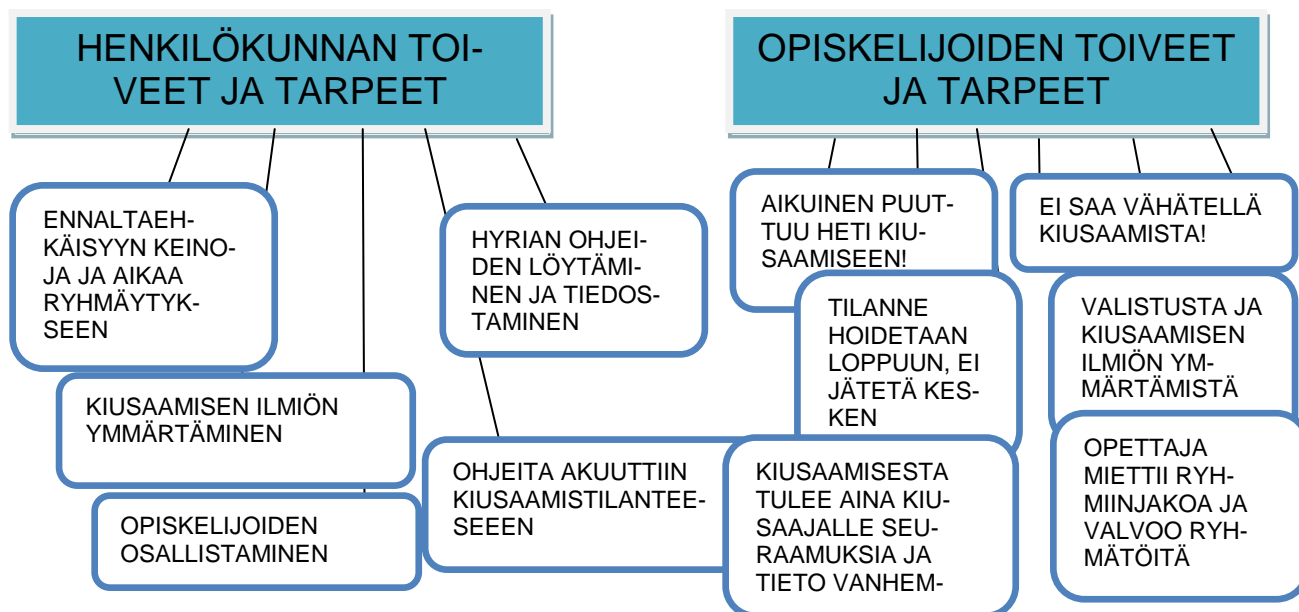 HENKILÖKUNNAN TOI-
VEET JA TARPEET
ENNALTAEH-
KÄISYYN KEINO-
JA JA AIKAA
RYHMÄYTYK-
SEEN
KIUSAAMISEN ILMIÖN
YMMÄRTÄMINEN
OPISKELIJOIDEN
OSALLISTAMINEN
HYRIAN OHJEI-
DEN LÖYTÄMI-
NEN JA TIEDOS-
TAMINEN
OHJEITA AKUUTTIIN
KIUSAAMISTILANTEE-
SEEEN
OPISKELIJOIDEN TOIVEET
JA TARPEET
AIKUINEN PUUT-
TUU HETI KIU-
SAAMISEEN!
TILANNE
HOIDETAAN
LOPPUUN, EI
JÄTETÄ KES-
KEN
KIUSAAMISESTA
TULEE AINA KIU-
SAAJALLE SEU-
RAAMUKSIA JA
TIETO VANHEM-
EI SAA VÄHÄTELLÄ
KIUSAAMISTA!
VALISTUSTA JA
KIUSAAMISEN
ILMIÖN YM-
MÄRTÄMISTÄ
OPETTAJA
MIETTII RYH-
MIINJAKOA JA
VALVOO RYH-
MÄTÖITÄ